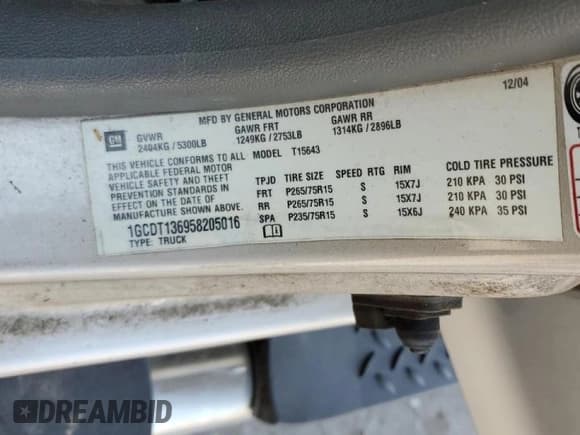 12/04
MFD BY GENERAL MOTORS CORPORATION
GM
GVWR GAWR FRT GAWR RR
2404KG / 5300LB 1249KG / 2753LB 1314KG / 2896LB
THIS VEHICLE CONFORMS TO ALL
APPLICABLE FEDERAL MOTOR
VEHICLE SAFETY AND THEFT
PREVENTION STANDARDS IN
EFFECT ON THE DATE OF
MANUFACTURE SHOWN ABOVE.
1GCDT136958205016
TYPE: TRUCK
MODEL T15643
TPJD TIRE SIZE SPEED RTG RIM COLD TIRE PRESSURE
FRT P265/75R15 S 15X7J 210 KPA 30 PSI
RR P265/75R15 S 15X7J 210 KPA 30 PSI
SPA P235/75R15 S 15X6J 240 KPA 35 PSI
DREAMBID